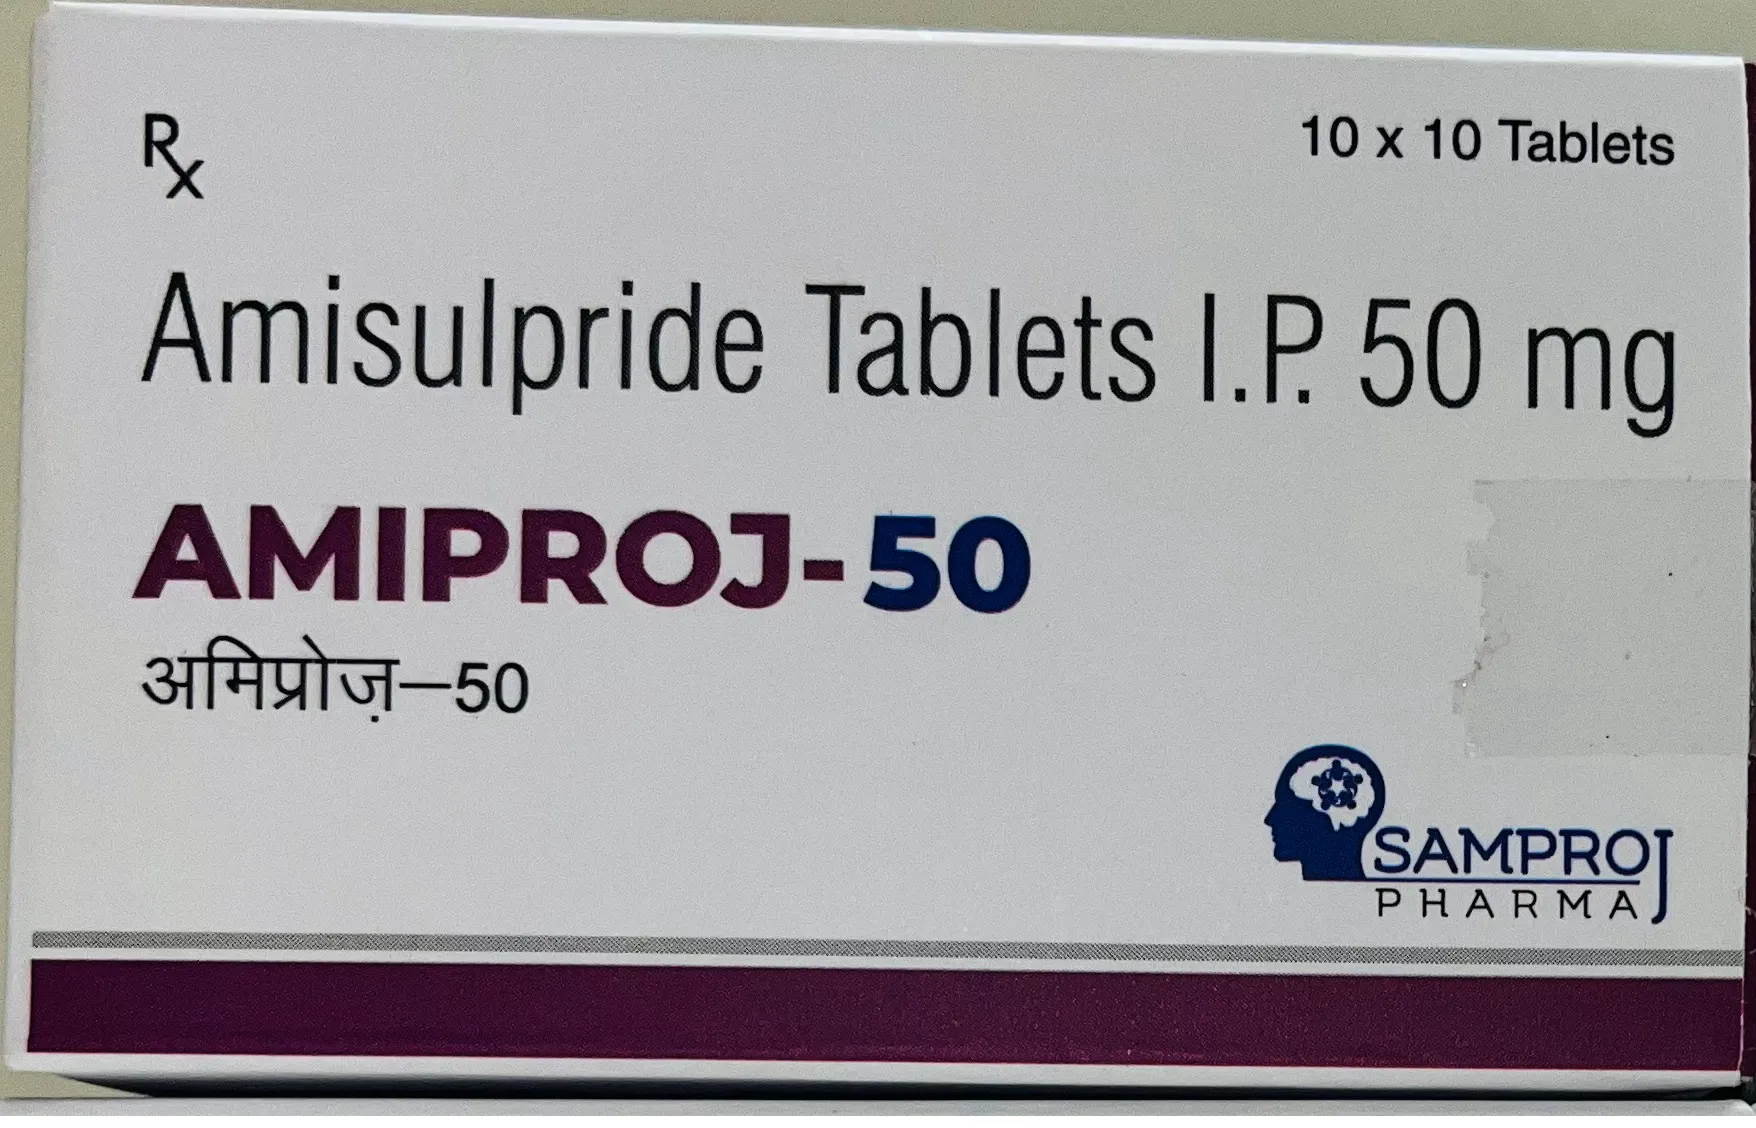 Rx
10 x 10 Tablets
Amisulpride Tablets I.P. 50 mg
AMIPROJ-50
अमिप्रोज़–50
SAMPROJ
PHARMA